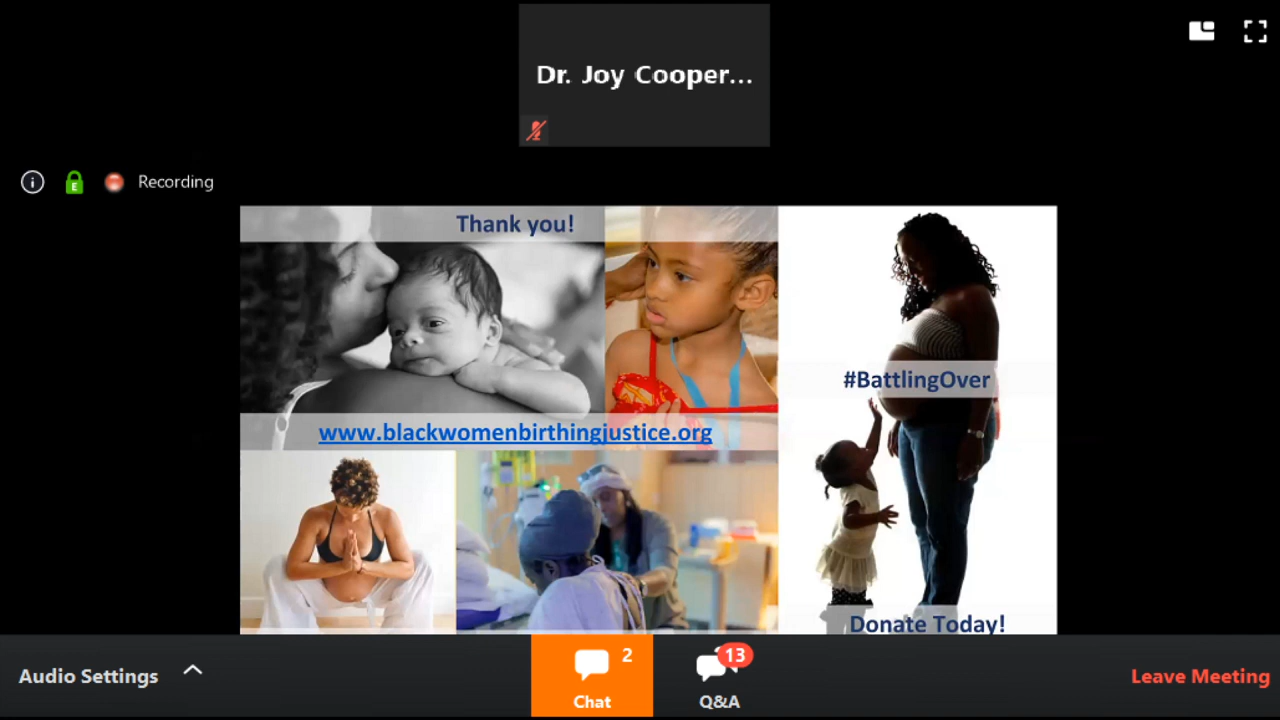 Dr. Joy Cooper...
Recording
Thank you!
#BattlingOver
www.blackwomenbirthingjustice.org
Donate Today!
Audio Settings
2
Chat
13
Q&A
Leave Meeting